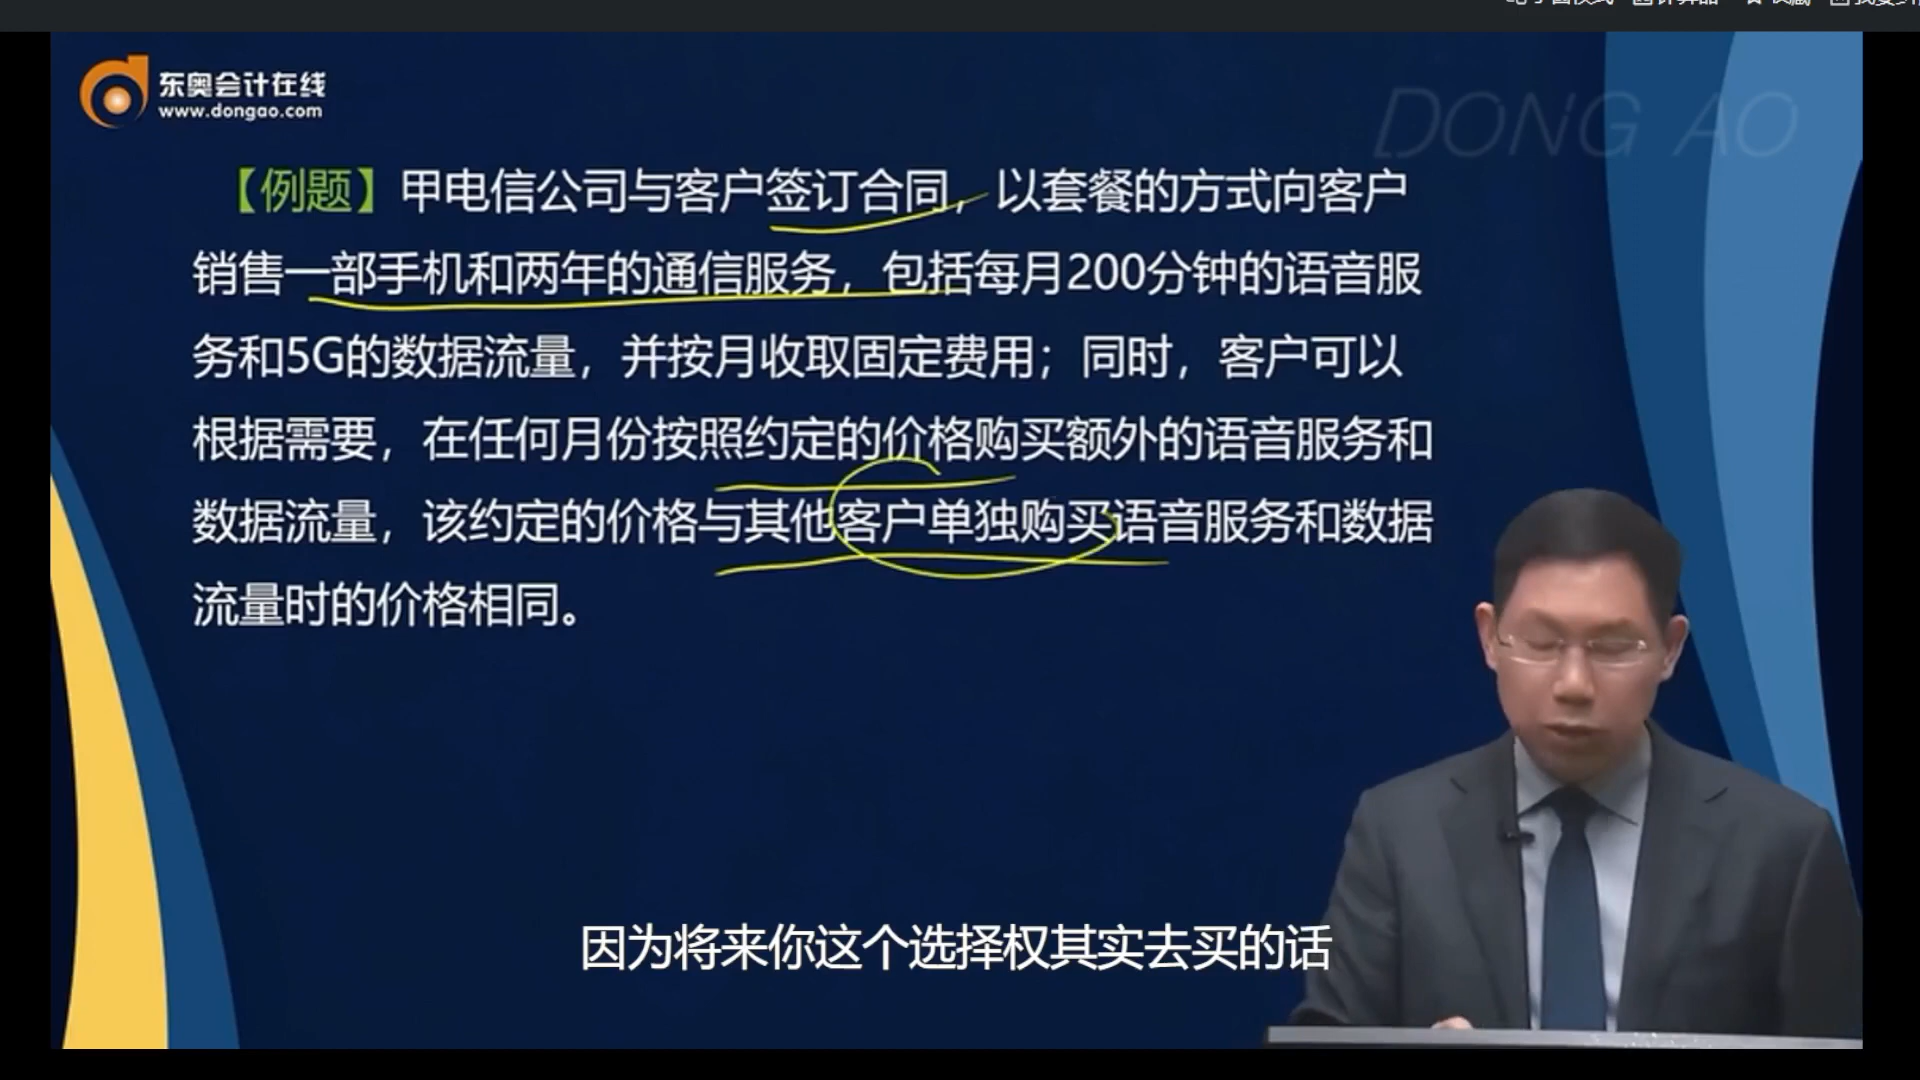 东奥会计在线
www.dongao.com
DONG AO
【例题】甲电信公司与客户签订合同，以套餐的方式向客户
销售一部手机和两年的通信服务，包括每月200分钟的语音服
务和5G的数据流量，并按月收取固定费用；同时，客户可以
根据需要，在任何月份按照约定的价格购买额外的语音服务和
数据流量，该约定的价格与其他客户单独购买语音服务和数据
流量时的价格相同。
因为将来你这个选择权其实去买的话